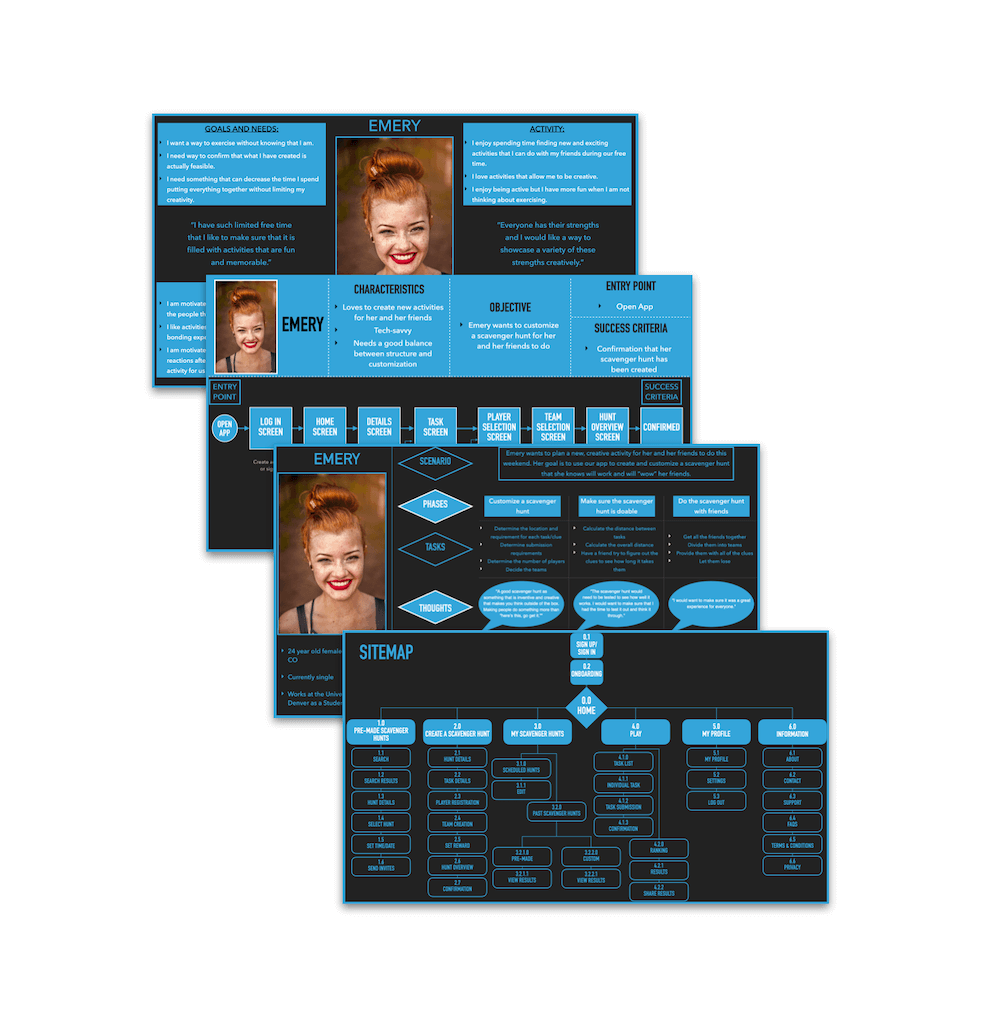 EMERY
GOALS AND NEEDS:
I want a way to exercise without knowing that I am.
I need way to confirm that what I have created is
actually feasible.
I need something that can decrease the time I spend
putting everything together without limiting my
creativity.
"I have such limited free time
that I like to make sure that it is
filled with activities that are fun
and memorable."
ACTIVITY:
I enjoy spending time finding new and exciting
activities that I can do with my friends during our free
time.
I love activities that allow me to be creative.
I enjoy being active but I have more fun when I am not
thinking about exercising.
"Everyone has their strengths
and I would like a way to
showcase a variety of these
strengths creatively."
I am motivate
the people th
I like activities
bonding expe
I am motivate
reactions afte
activity for us
EMERY
CHARACTERISTICS
Loves to create new activities
for her and her friends
Tech-savvy
Needs a good balance
between structure and
customization
OBJECTIVE
Emery wants to customize
a scavenger hunt for her
and her friends to do
ENTRY POINT
Open App
SUCCESS CRITERIA
Confirmation that her
scavenger hunt has
been created
ENTRY
POINT
SUCCESS
CRITERIA
OPEN
APP
LOG IN
SCREEN
HOME
SCREEN
DETAILS
SCREEN
TASK
SCREEN
PLAYER
SELECTION
SCREEN
TEAM
SELECTION
SCREEN
HUNT
OVERVIEW
SCREEN
CONFIRMED
Create a
or sig
EMERY
24 year old female
CO
Currently single
Works at the Unive
Denver as a Studen
SCENARIO
Emery wants to plan a new, creative activity for her and her friends to do this
weekend. Her goal is to use our app to create and customize a scavenger hunt
that she knows will work and will "wow" her friends.
PHASES
Customize a scavenger
hunt
Make sure the scavenger
hunt is doable
Do the scavenger hunt
with friends
TASKS
Determine the location and
requirement for each task/clue
Determine submission
requirements
Determine the number of players
Decide the teams
Calculate the distance between
tasks
Calculate the overall distance
Have a friend try to figure out the
clues to see how long it takes
them
Get all the friends together
Divide them into teams
Provide them with all of the clues
Let them lose
THOUGHTS
"A good scavenger hunt as
something that is inventive and creative
that makes you think outside of the box.
Making people do something more than
'here's this, go get it.'"
"The scavenger hunt would
need to be tested to see how well it
works. I would want to make sure that I
had the time to test it out and think it
through."
"I would want to make sure it was a great
experience for everyone."
SITEMAP
0.1
SIGN UP/
SIGN IN
0.2
ONBOARDING
0.0
HOME
1.0
PRE-MADE SCAVENGER
HUNTS
1.1
SEARCH
1.2
SEARCH RESULTS
1.3
HUNT DETAILS
1.4
SELECT HUNT
1.5
SET TIME/DATE
1.6
SEND INVITES
2.0
CREATE A SCAVENGER HUNT
2.1
HUNT DETAILS
2.2
TASK DETAILS
2.3
PLAYER REGISTRATION
2.4
TEAM CREATION
2.5
SET REWARD
2.6
HUNT OVERVIEW
2.7
CONFIRMATION
3.0
MY SCAVENGER HUNTS
3.1.0
SCHEDULED HUNTS
3.1.1
EDIT
3.2.0
PAST SCAVENGER HUNTS
3.2.1.0
PRE-MADE
3.2.1.1
VIEW RESULTS
3.2.2.0
CUSTOM
3.2.2.1
VIEW RESULTS
4.0
PLAY
4.1.0
TASK LIST
4.1.1
INDIVIDUAL TASK
4.1.2
TASK SUBMISSION
4.1.3
CONFIRMATION
4.2.0
RANKING
4.2.1
RESULTS
4.2.2
SHARE RESULTS
5.0
MY PROFILE
5.1
MY PROFILE
5.2
SETTINGS
5.3
LOG OUT
6.0
INFORMATION
6.1
ABOUT
6.2
CONTACT
6.3
SUPPORT
6.4
FAQS
6.5
TERMS & CONDITIONS
6.6
PRIVACY